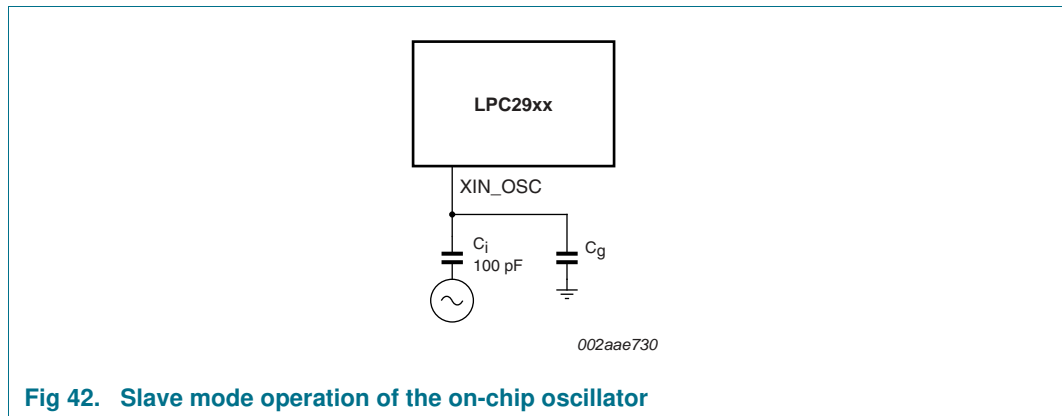 LPC29xx
XIN_OSC
Ci
100 pF
Cg
002aae730
Fig 42. Slave mode operation of the on-chip oscillator